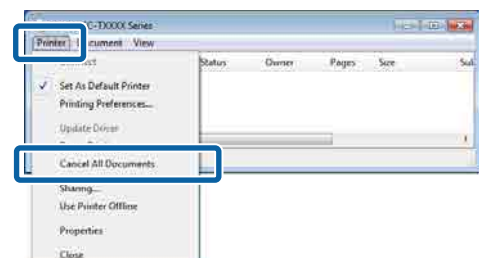 C-TXXXX Series
Printer Document View
Status Owner Pages Size Sub
Set As Default Printer
Printing Preferences...
Update Driver
Cancel All Documents
Sharing...
Use Printer Offline
Properties
Close